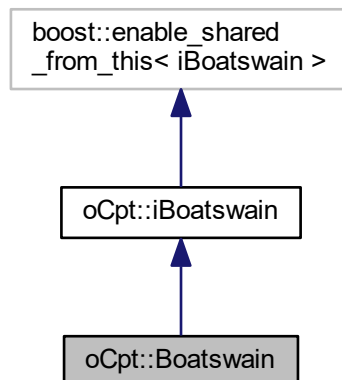 boost::enable_shared
_from_this< iBoatswain >
oCpt::iBoatswain
oCpt::Boatswain